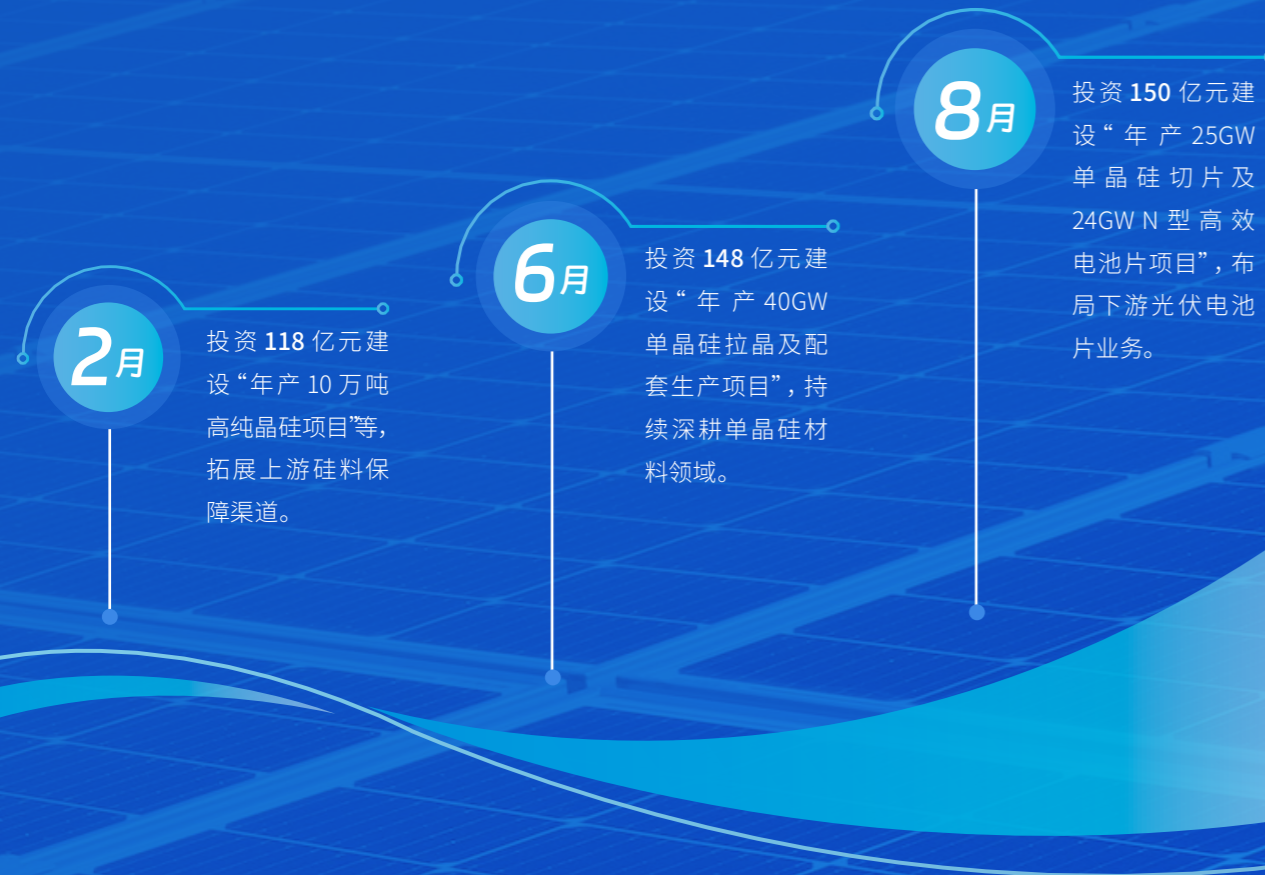 2月
投资 118 亿元建
设“年产 10 万吨
高纯晶硅项目”等，
拓展上游硅料保
障渠道。
6月
投资 148 亿元建
设“年产 40GW
单晶硅拉晶及配
套生产项目”，持
续深耕单晶硅材
料领域。
8月
投资 150 亿元建
设“年产 25GW
单晶硅切片及
24GW N 型高效
电池片项目”，布
局下游光伏电池
片业务。